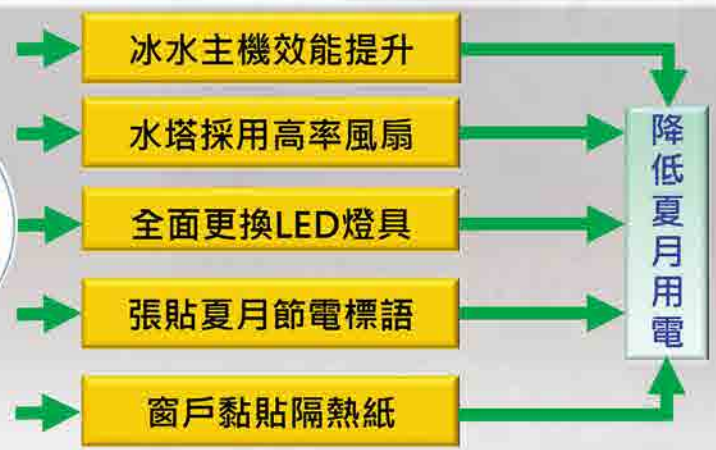 冰水主機效能提升
水塔採用高率風扇
全面更換LED燈具
張貼夏月節電標語
窗戶黏貼隔熱紙
降低夏月用電